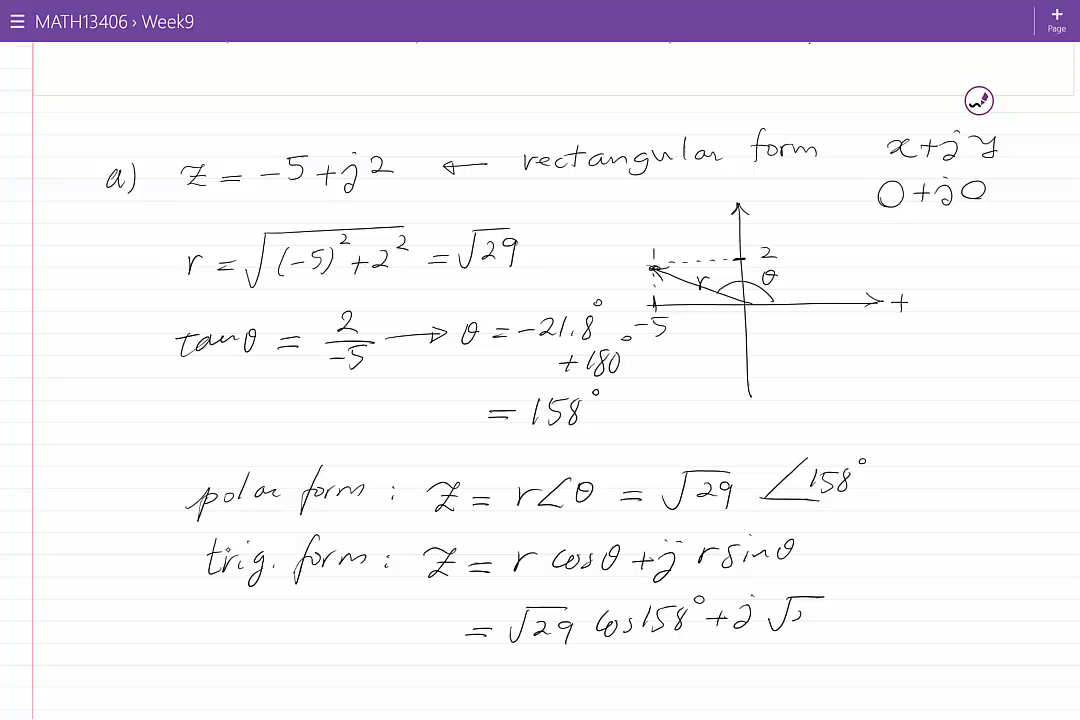 MATH13406 › Week9
+ Page
a) z = -5 + j2 ← rectangular form x + jy
0 + j0
r = √((-5)² + 2²) = √29
2
θ
r
+
-5
tanθ = 2/-5 → θ = -21.8°
+ 180°
= 158°
polar form : z = r∠θ = √29 ∠158°
trig. form : z = r cosθ + j r sinθ
= √29 cos158° + j √